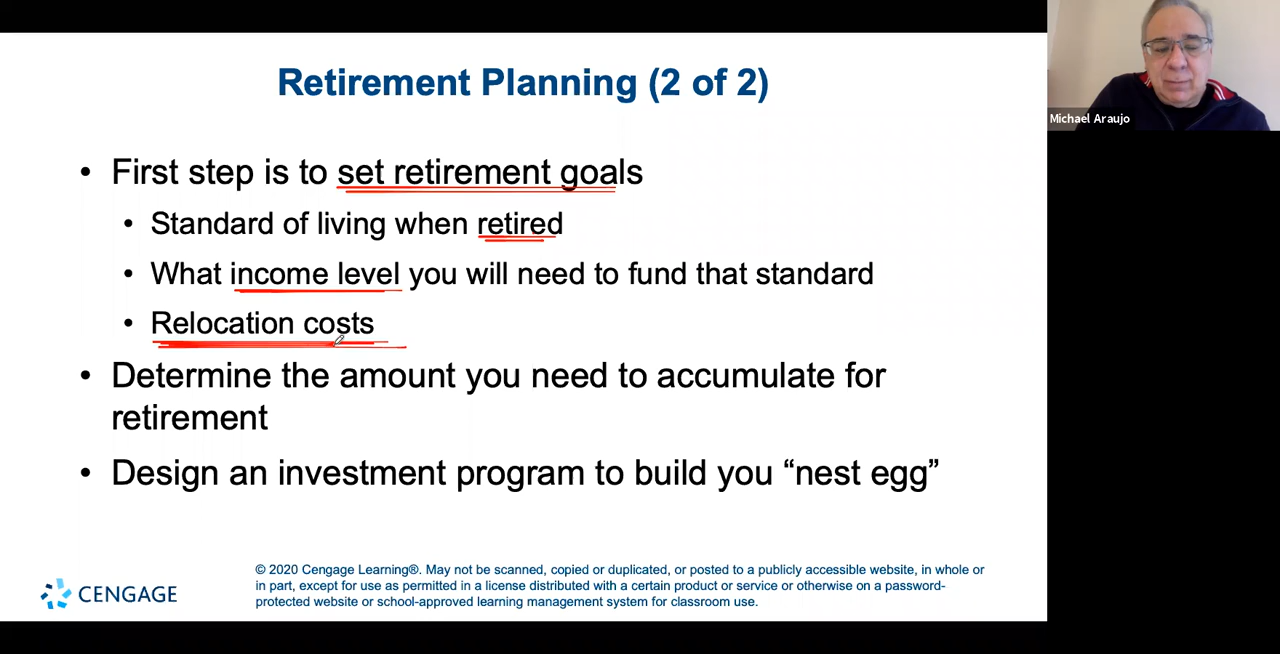 Retirement Planning (2 of 2)
Michael Araujo
• First step is to set retirement goals
• Standard of living when retired
• What income level you will need to fund that standard
• Relocation costs
• Determine the amount you need to accumulate for
retirement
• Design an investment program to build you “nest egg”
© 2020 Cengage Learning®. May not be scanned, copied or duplicated, or posted to a publicly accessible website, in whole or
in part, except for use as permitted in a license distributed with a certain product or service or otherwise on a password-
protected website or school-approved learning management system for classroom use.
CENGAGE